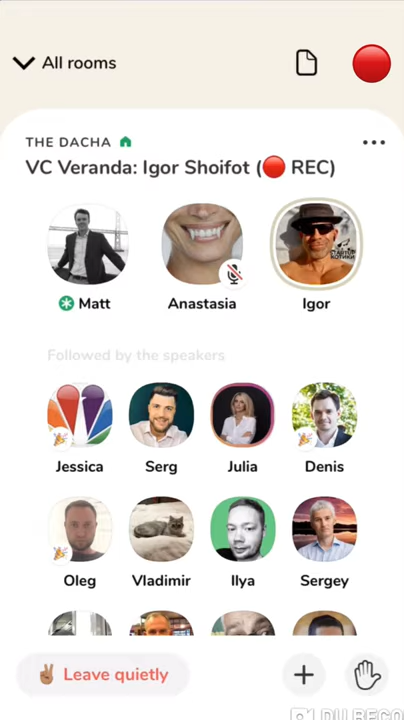 All rooms
THE DACHA
VC Veranda: Igor Shoifot (🔴 REC)
Matt
Anastasia
Igor
Followed by the speakers
Jessica
Serg
Julia
Denis
Oleg
Vladimir
Ilya
Sergey
✌🏽 Leave quietly